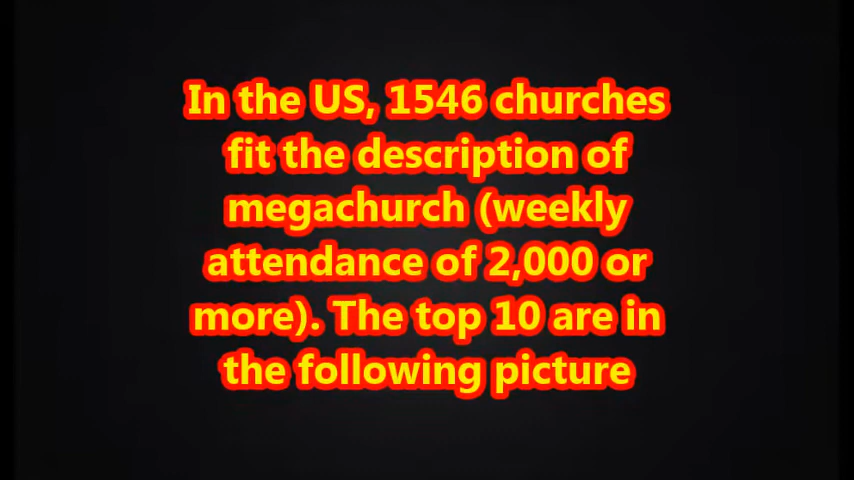 In the US, 1546 churches
fit the description of
megachurch (weekly
attendance of 2,000 or
more). The top 10 are in
the following picture